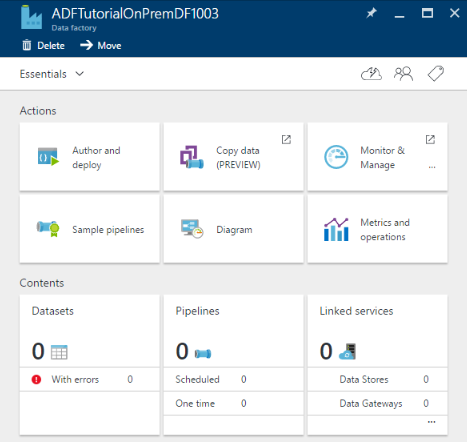 ADFTutorialOnPremDF1003
Data factory
Delete Move
Essentials
Actions
Author and deploy
Copy data (PREVIEW)
Monitor & Manage
...
Sample pipelines
Diagram
Metrics and operations
Contents
Datasets
0
With errors 0
Pipelines
0
Scheduled 0
One time 0
Linked services
0
Data Stores 0
Data Gateways 0
...